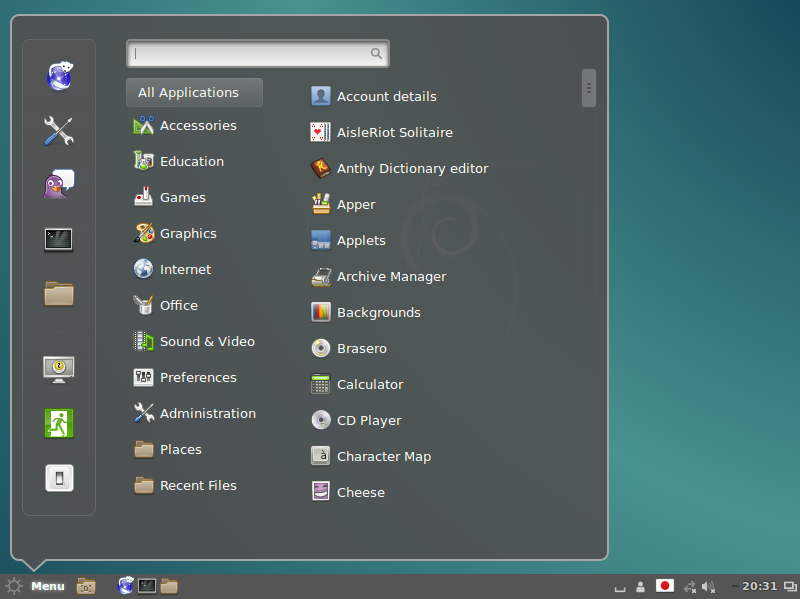 All Applications
Accessories
Education
Games
Graphics
Internet
Office
Sound & Video
Preferences
Administration
Places
Recent Files
Account details
AisleRiot Solitaire
Anthy Dictionary editor
Apper
Applets
Archive Manager
Backgrounds
Brasero
Calculator
CD Player
Character Map
Cheese
Menu
20:31